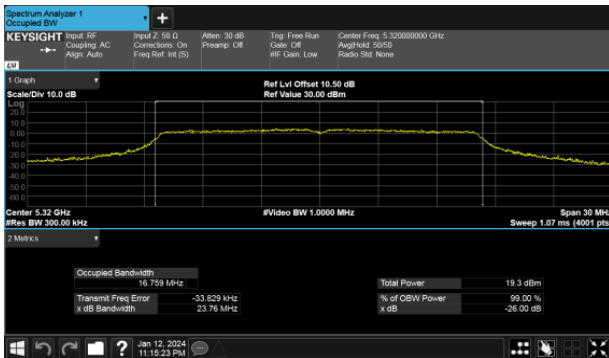 Spectrum Analyzer 1
Occupied BW
KEYSIGHT Input: RF
Coupling: AC
Align: Auto
Input Z: 50 Ω
Corrections: On
Freq Ref: Int (S)
Atten: 30 dB
Preamp: Off
Trig: Free Run
Gate: Off
#IF Gain: Low
Center Freq: 5.320000000 GHz
Avg|Hold: 50/50
Radio Std: None
LXI
1 Graph
Scale/Div 10.0 dB
Ref Lvl Offset 10.50 dB
Ref Value 30.00 dBm
Log
20.0
10.0
0.00
-10.0
-20.0
-30.0
-40.0
-50.0
-60.0
Center 5.32 GHz
#Res BW 300.00 kHz
#Video BW 1.0000 MHz
Span 30 MHz
Sweep 1.07 ms (4001 pts)
2 Metrics
Occupied Bandwidth
16.759 MHz
Transmit Freq Error -33.829 kHz
x dB Bandwidth 23.76 MHz
Total Power 19.3 dBm
% of OBW Power 99.00 %
x dB -26.00 dB
Jan 12, 2024
11:15:23 PM